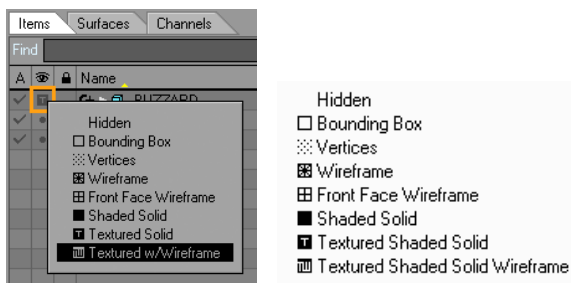 Items Surfaces Channels
Find
A Name
BUZZARD
Hidden
Bounding Box
Vertices
Wireframe
Front Face Wireframe
Shaded Solid
Textured Solid
Textured w/Wireframe
Hidden
Bounding Box
Vertices
Wireframe
Front Face Wireframe
Shaded Solid
Textured Shaded Solid
Textured Shaded Solid Wireframe